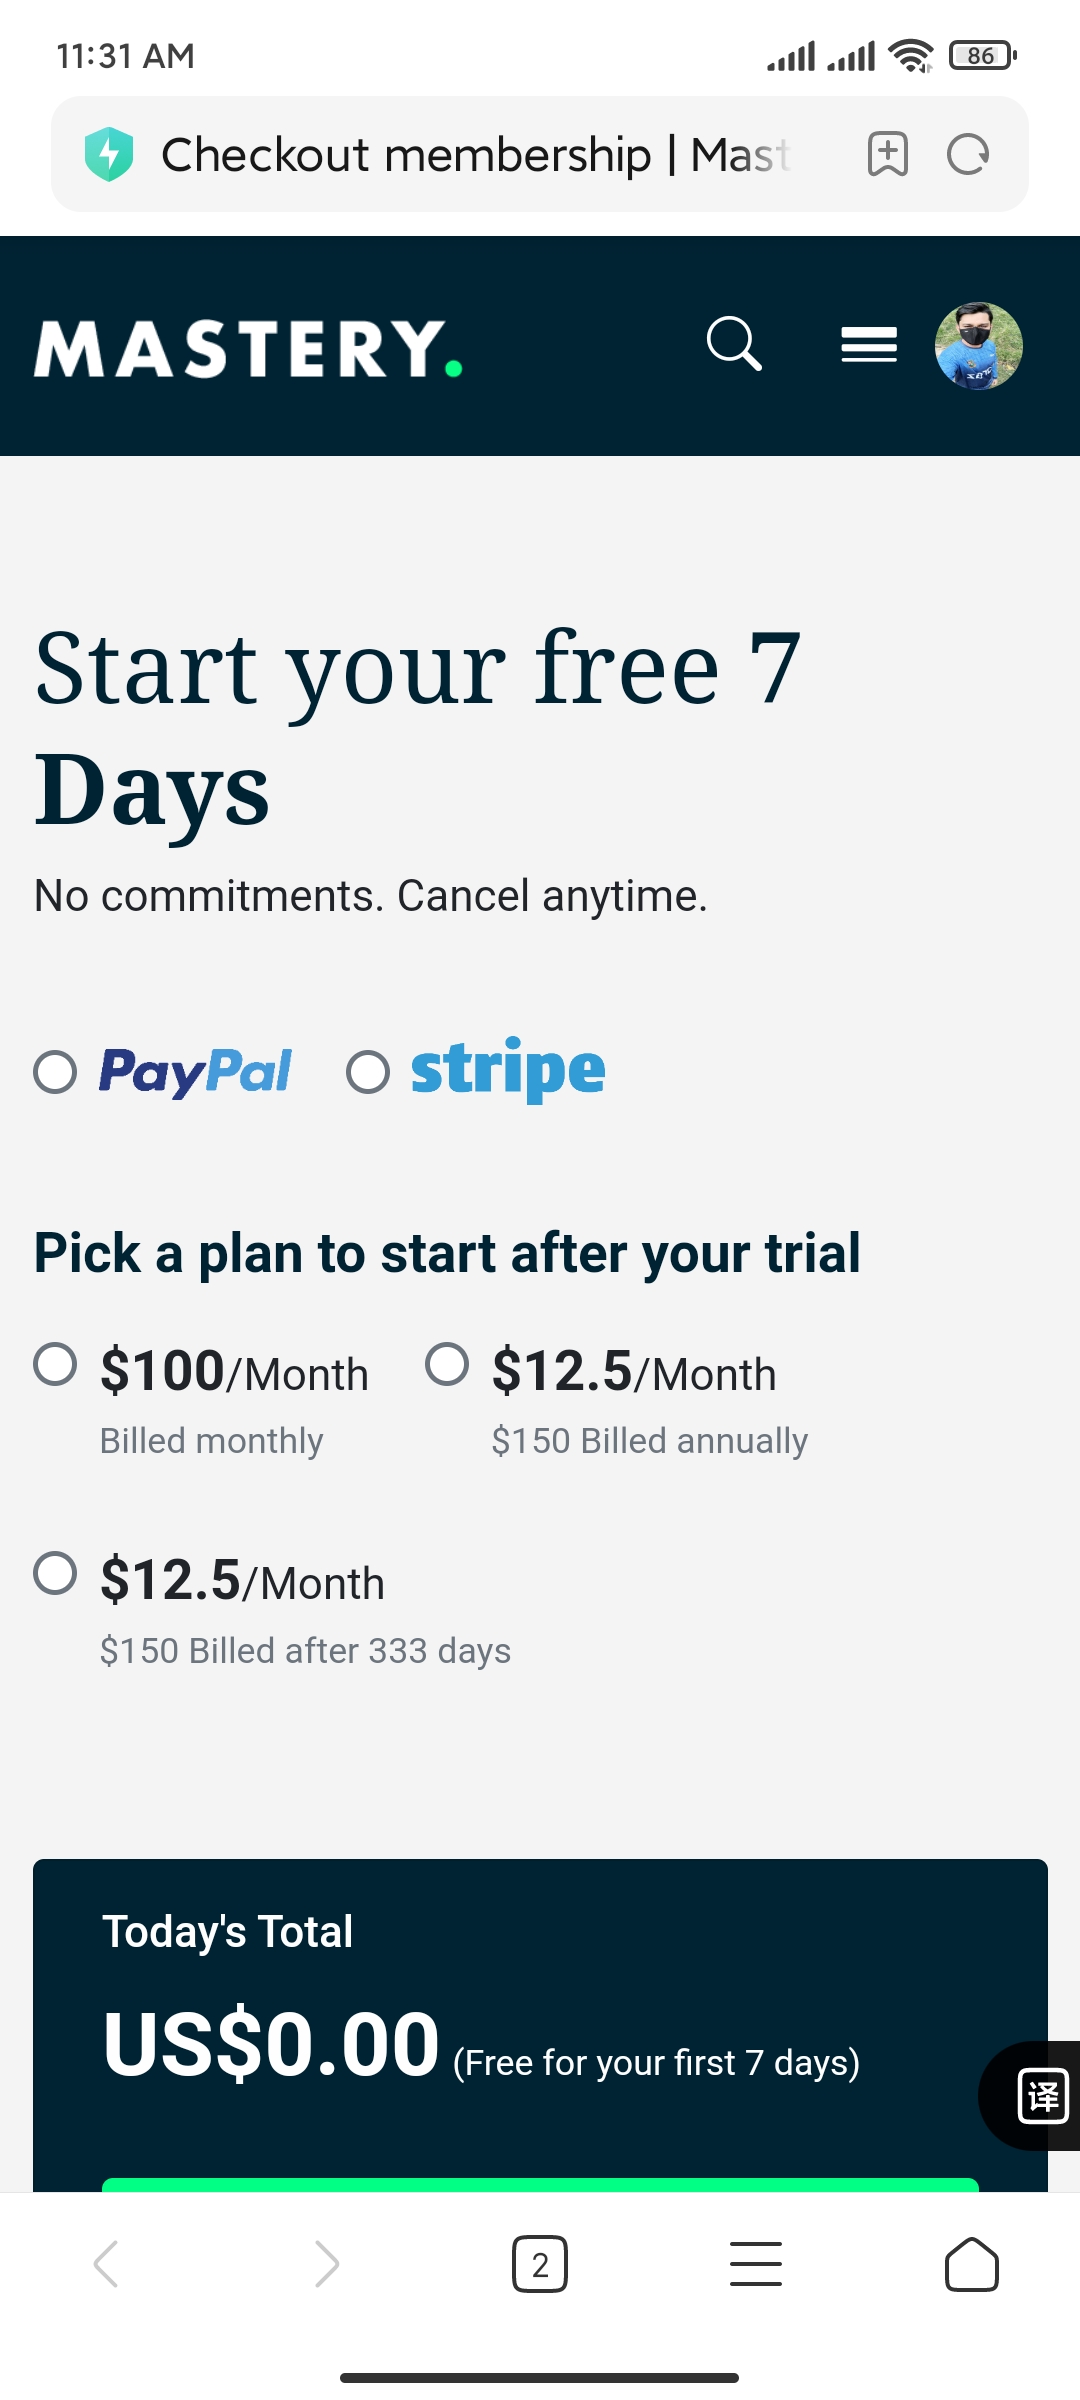 11:31 AM
86
Checkout membership | Mast
MASTERY.
Start your free 7
Days
No commitments. Cancel anytime.
PayPal stripe
Pick a plan to start after your trial
$100/Month $12.5/Month
Billed monthly $150 Billed annually
$12.5/Month
$150 Billed after 333 days
Today's Total
US$0.00 (Free for your first 7 days)
译
2